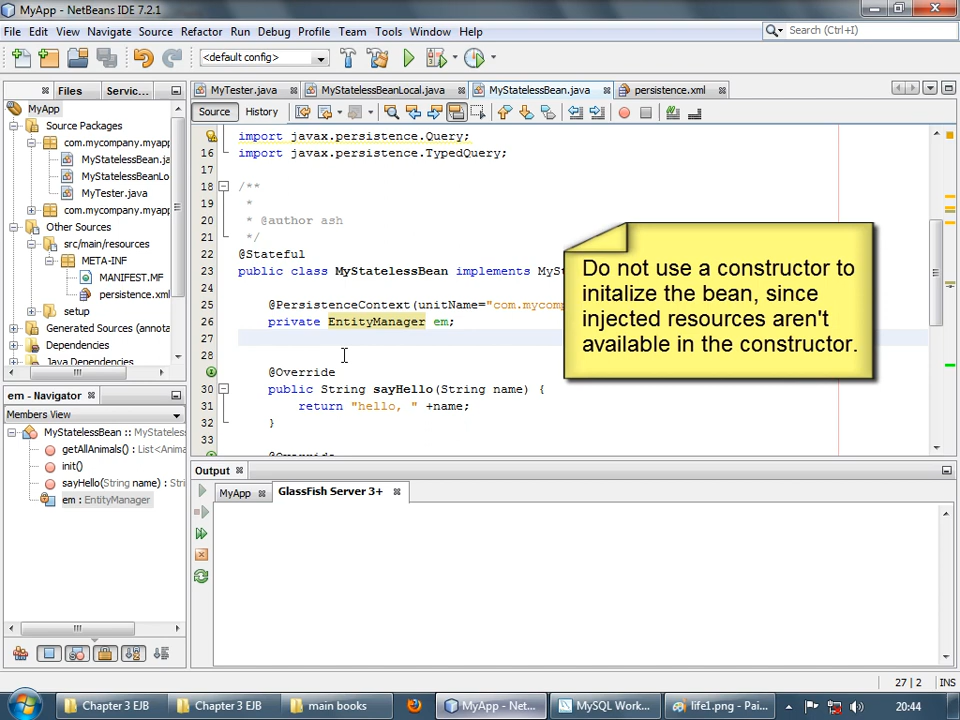 MyApp - NetBeans IDE 7.2.1
File Edit View Navigate Source Refactor Run Debug Profile Team Tools Window Help
Search (Ctrl+I)
<default config>
Files Servic...
MyTester.java MyStatelessBeanLocal.java MyStatelessBean.java persistence.xml
Source History
MyApp
Source Packages
com.mycompany.myapp
MyStatelessBean.ja
MyStatelessBeanLo
MyTester.java
com.mycompany.myapp
Other Sources
src/main/resources
META-INF
MANIFEST.MF
persistence.xml
setup
Generated Sources (annota
Dependencies
Java Dependencies
import javax.persistence.Query;
16 import javax.persistence.TypedQuery;
17
18 /**
19 *
20 * @author ash
21 */
22 @Stateful
23 public class MyStatelessBean implements MySt
24
25 @PersistenceContext(unitName="com.mycomp
26 private EntityManager em;
27
28
@Override
30 public String sayHello(String name) {
31 return "hello, " +name;
32 }
33
@Override
Do not use a constructor to
initalize the bean, since
injected resources aren't
available in the constructor.
em - Navigator
Members View
MyStatelessBean :: MyStateless
getAllAnimals() : List<Anima
init()
sayHello(String name) : Stri
em : EntityManager
Output
MyApp GlassFish Server 3+
27 | 2 INS
Chapter 3 EJB Chapter 3 EJB main books MyApp - Net... MySQL Work... life1.png - Pai... 20:44